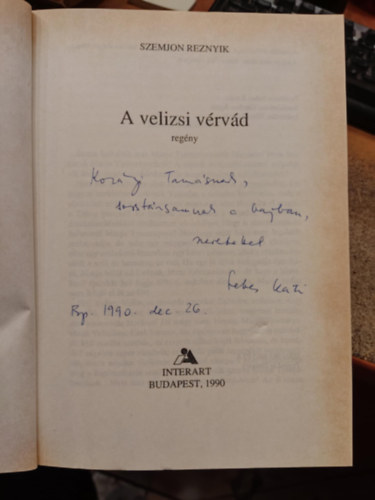 SZEMJON REZNYIK
A velizsi vérvád
regény
Tamásnak,
sorstársamnak a bajban,
szeretettel
Kati
Bp. 1990. dec. 26.
INTERART
BUDAPEST, 1990